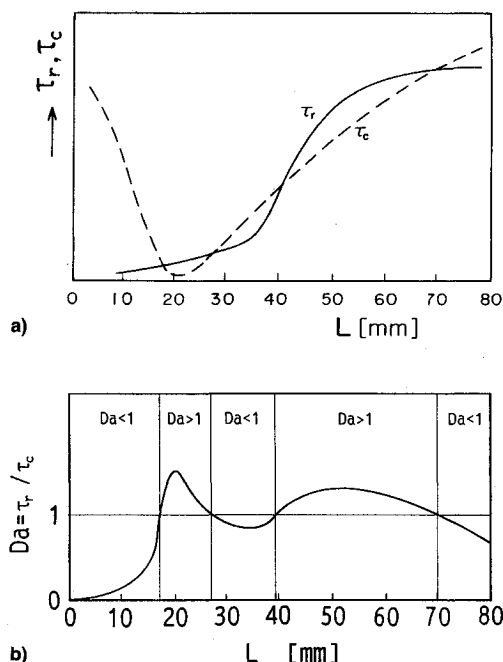 → τr, τc
τr
τc
0 10 20 30 40 50 60 70 80
L [mm]
a)
Da<1 Da>1 Da<1 Da>1 Da<1
Da=τr/τc
1
0
0 10 20 30 40 50 60 70 80
L [mm]
b)